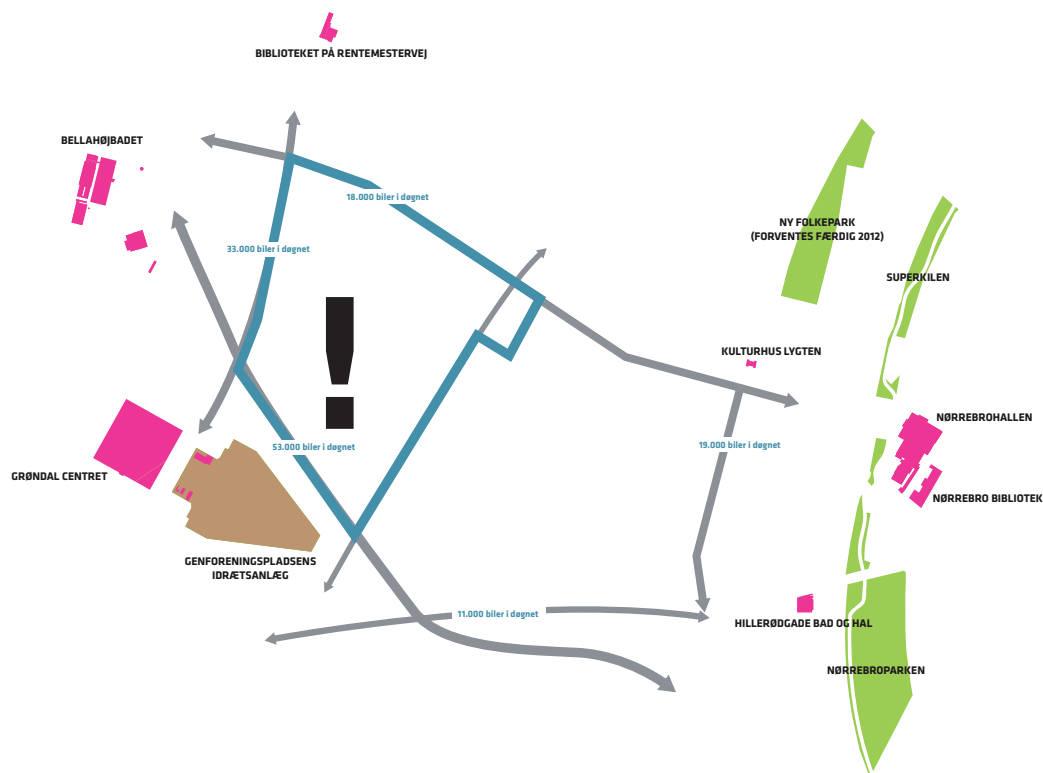 BIBLIOTEKET PÅ RENTEMESTERVEJ
BELLAHØJBADET
18.000 biler i døgnet
NY FOLKEPARK
(FORVENTES FÆRDIG 2012)
33.000 biler i døgnet
SUPERKILEN
KULTURHUS LYGTEN
NØRREBROHALLEN
53.000 biler i døgnet
19.000 biler i døgnet
GRØNDAL CENTRET
NØRREBRO BIBLIOTEK
GENFORENINGSPLADSENS
IDRÆTSANLÆG
11.000 biler i døgnet
HILLERØDGADE BAD OG HAL
NØRREBROPARKEN